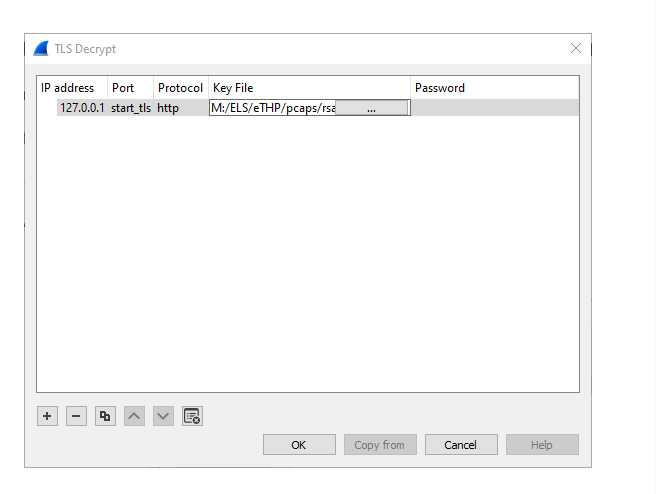 TLS Decrypt
IP address Port Protocol Key File Password
127.0.0.1 start_tls http M:/ELS/eTHP/pcaps/rsa ...
OK Copy from Cancel Help